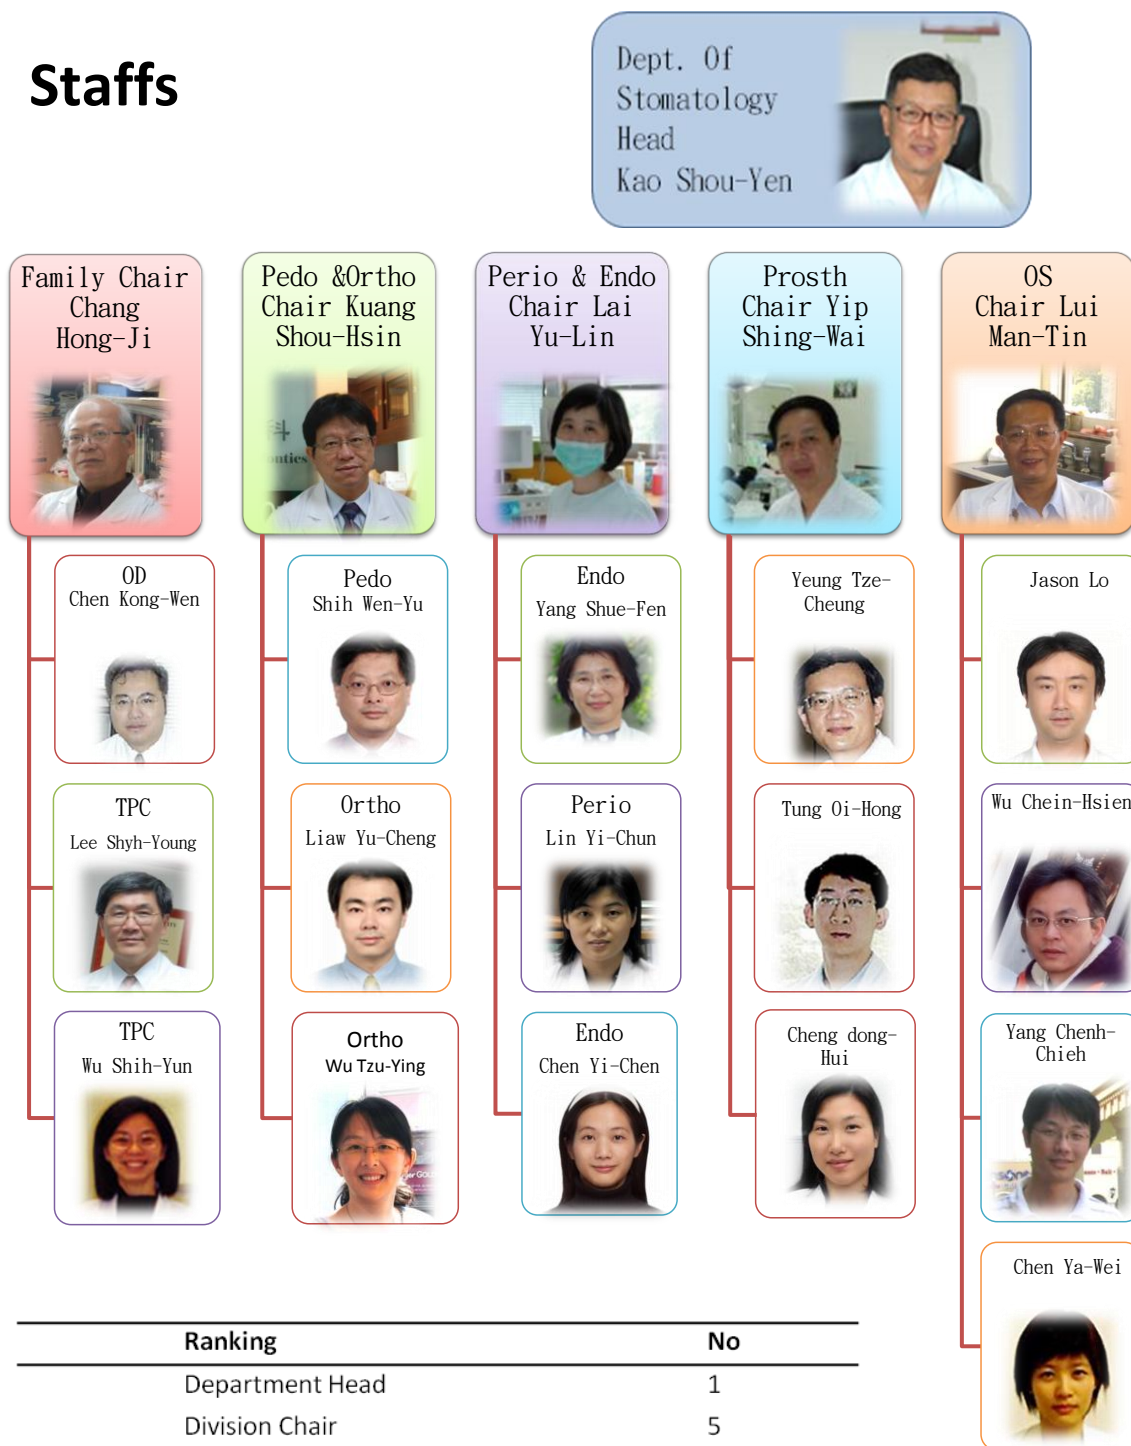 Staffs
Dept. Of
Stomatology
Head
Kao Shou-Yen
Family Chair
Chang
Hong-Ji
Pedo &Ortho
Chair Kuang
Shou-Hsin
Perio & Endo
Chair Lai
Yu-Lin
Prosth
Chair Yip
Shing-Wai
OS
Chair Lui
Man-Tin
OD
Chen Kong-Wen
TPC
Lee Shyh-Young
TPC
Wu Shih-Yun
Pedo
Shih Wen-Yu
Ortho
Liaw Yu-Cheng
Ortho
Wu Tzu-Ying
Endo
Yang Shue-Fen
Perio
Lin Yi-Chun
Endo
Chen Yi-Chen
Yeung Tze-
Cheung
Tung Oi-Hong
Cheng dong-
Hui
Jason Lo
Wu Chein-Hsien
Yang Chenh-
Chieh
Chen Ya-Wei
Ranking No
Department Head 1
Division Chair 5